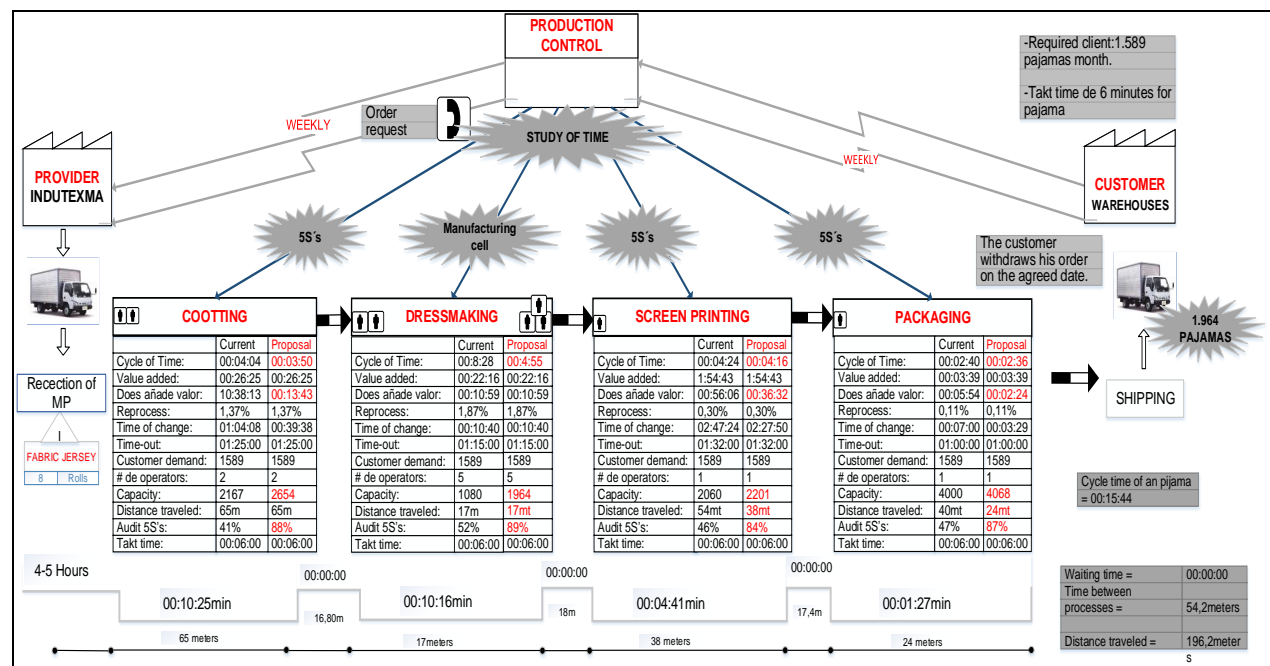 PRODUCTION
CONTROL
-Required client:1.589
pajamas month.
-Takt time de 6 minutes for
pajama
Order
request
WEEKLY
STUDY OF TIME
WEEKLY
PROVIDER
INDUTEXMA
CUSTOMER
WAREHOUSES
5S´s
Manufacturing
cell
5S´s
5S´s
The customer
withdraws his order
on the agreed date.
1.964
PAJAMAS
Recection of
MP
I
FABRIC JERSEY
8 Rolls
COOTTING
Current Proposal
Cycle of Time: 00:04:04 00:03:50
Value added: 00:26:25 00:26:25
Does añade valor: 10:38:13 00:13:43
Reprocess: 1,37% 1,37%
Time of change: 01:04:08 00:39:38
Time-out: 01:25:00 01:25:00
Customer demand: 1589 1589
# de operators: 2 2
Capacity: 2167 2654
Distance traveled: 65m 65m
Audit 5S's: 41% 88%
Takt time: 00:06:00 00:06:00
DRESSMAKING
Current Proposal
Cycle of Time: 00:8:28 00:4:55
Value added: 00:22:16 00:22:16
Does añade valor: 00:10:59 00:10:59
Reprocess: 1,87% 1,87%
Time of change: 00:10:40 00:10:40
Time-out: 01:15:00 01:15:00
Customer demand: 1589 1589
# de operators: 5 5
Capacity: 1080 1964
Distance traveled: 17m 17mt
Audit 5S's: 52% 89%
Takt time: 00:06:00 00:06:00
SCREEN PRINTING
Current Proposal
Cycle of Time: 00:04:24 00:04:16
Value added: 1:54:43 1:54:43
Does añade valor: 00:56:06 00:36:32
Reprocess: 0,30% 0,30%
Time of change: 02:47:24 02:27:50
Time-out: 01:32:00 01:32:00
Customer demand: 1589 1589
# de operators: 1 1
Capacity: 2060 2201
Distance traveled: 54mt 38mt
Audit 5S's: 46% 84%
Takt time: 00:06:00 00:06:00
PACKAGING
Current Proposal
Cycle of Time: 00:02:40 00:02:36
Value added: 00:03:39 00:03:39
Does añade valor: 00:05:54 00:02:24
Reprocess: 0,11% 0,11%
Time of change: 00:07:00 00:03:29
Time-out: 01:00:00 01:00:00
Customer demand: 1589 1589
# de operators: 1 1
Capacity: 4000 4068
Distance traveled: 40mt 24mt
Audit 5S's: 47% 87%
Takt time: 00:06:00 00:06:00
SHIPPING
Cycle time of an pijama
= 00:15:44
4-5 Hours
00:10:25min
00:00:00
16,80m
00:10:16min
00:00:00
18m
00:04:41min
00:00:00
17,4m
00:01:27min
65 meters
17meters
38 meters
24 meters
Waiting time = 00:00:00
Time between
processes = 54,2meters
Distance traveled = 196,2meter
s